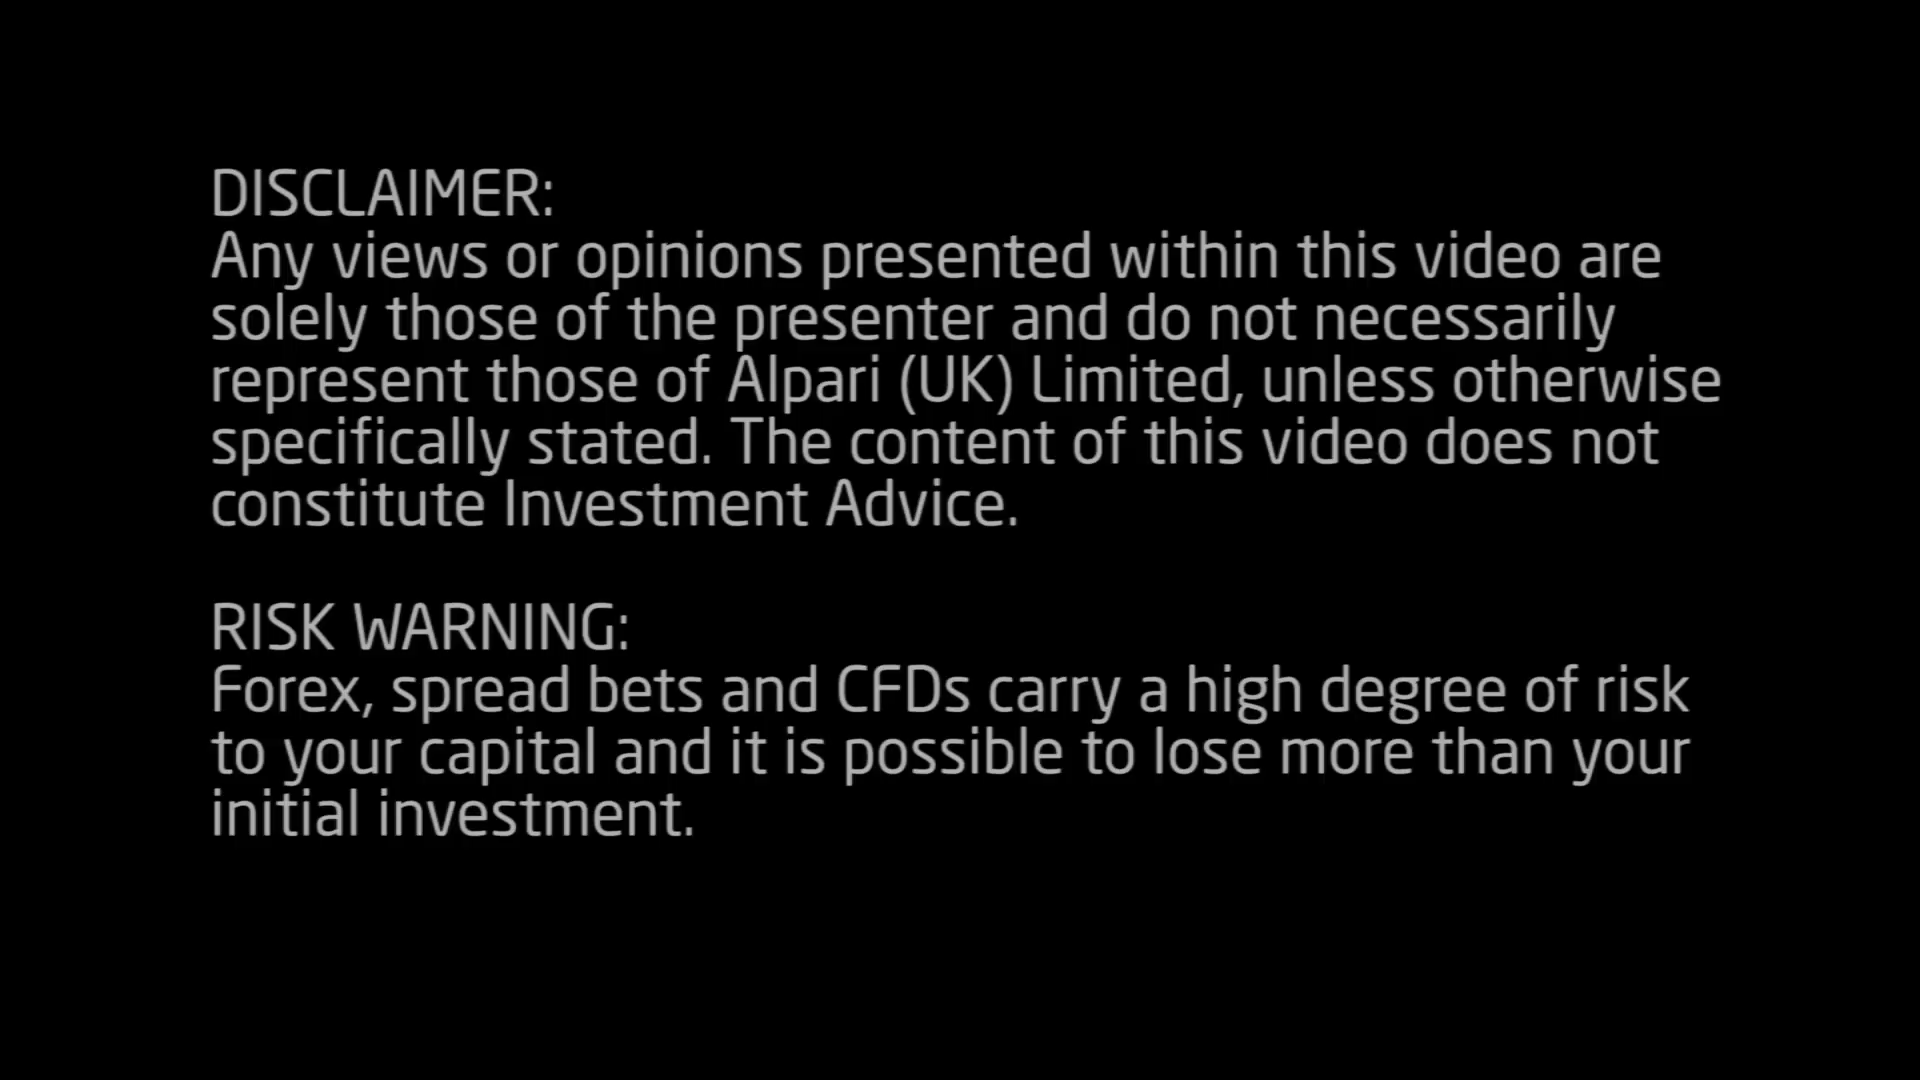 DISCLAIMER:
Any views or opinions presented within this video are
solely those of the presenter and do not necessarily
represent those of Alpari (UK) Limited, unless otherwise
specifically stated. The content of this video does not
constitute Investment Advice.
RISK WARNING:
Forex, spread bets and CFDs carry a high degree of risk
to your capital and it is possible to lose more than your
initial investment.